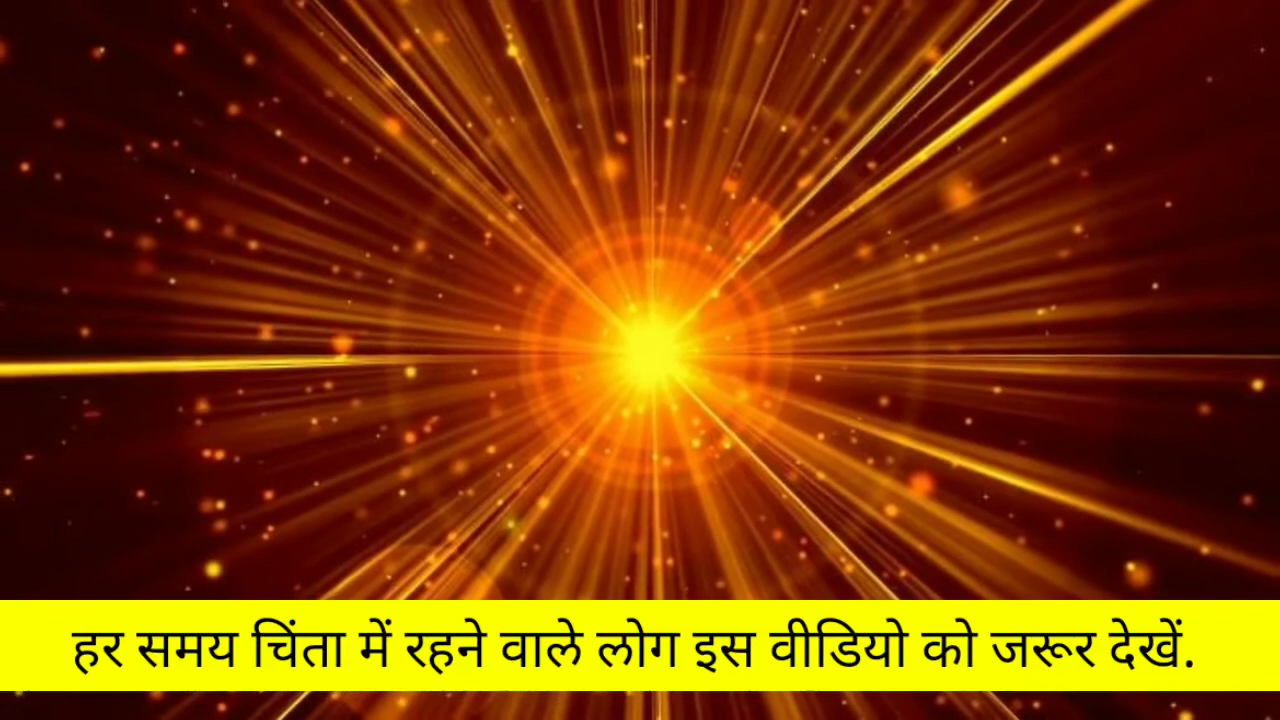 हर समय चिंता में रहने वाले लोग इस वीडियो को जरूर देखें.